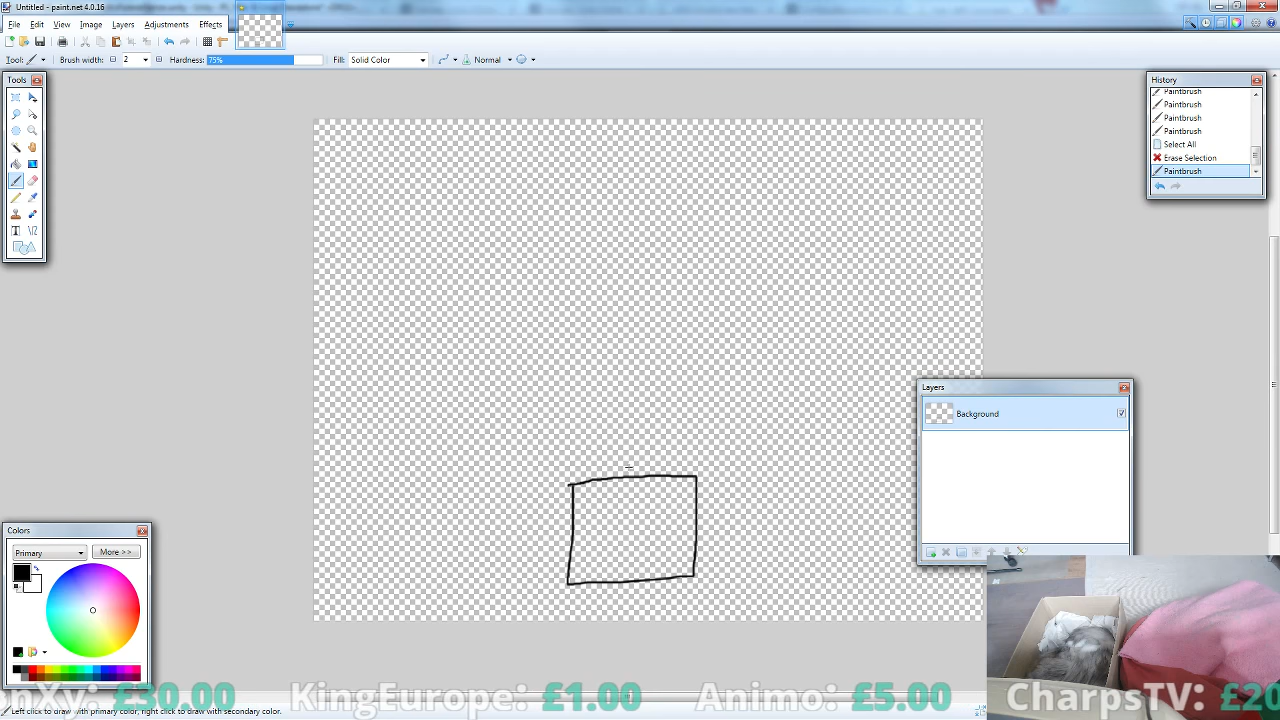 Untitled - paint.net 4.0.16
File Edit View Image Layers Adjustments Effects
Tool: Brush width: 2 Hardness: 75% Fill: Solid Color Normal
Tools
History
Paintbrush
Paintbrush
Paintbrush
Paintbrush
Select All
Erase Selection
Paintbrush
Layers
Background
Colors
Primary More >>
£30.00 KingEurope: £1.00 Animo: £5.00 CharpsTV: £20
Left click to draw with primary color, right click to draw with secondary color.